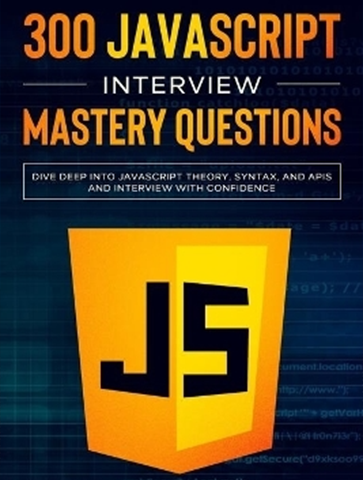 300 JAVASCRIPT
INTERVIEW
MASTERY QUESTIONS
DIVE DEEP INTO JAVASCRIPT THEORY, SYNTAX, AND APIS
AND INTERVIEW WITH CONFIDENCE
JS